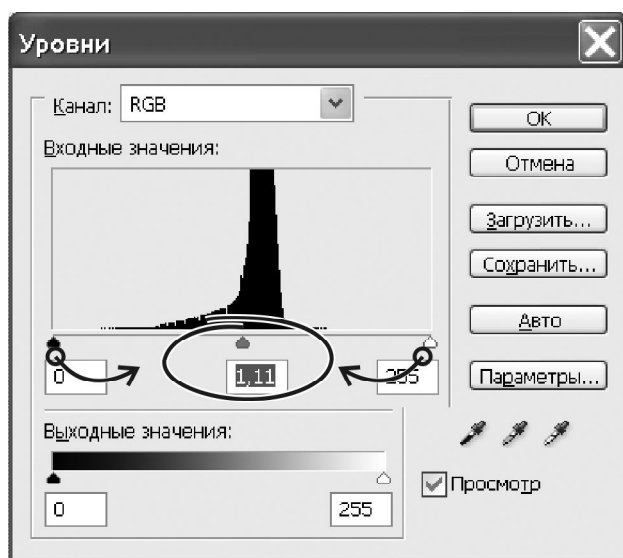 Уровни
Канал: RGB
Входные значения:
0 1,11 255
Выходные значения:
0 255
OK
Отмена
Загрузить...
Сохранить...
Авто
Параметры...
Просмотр